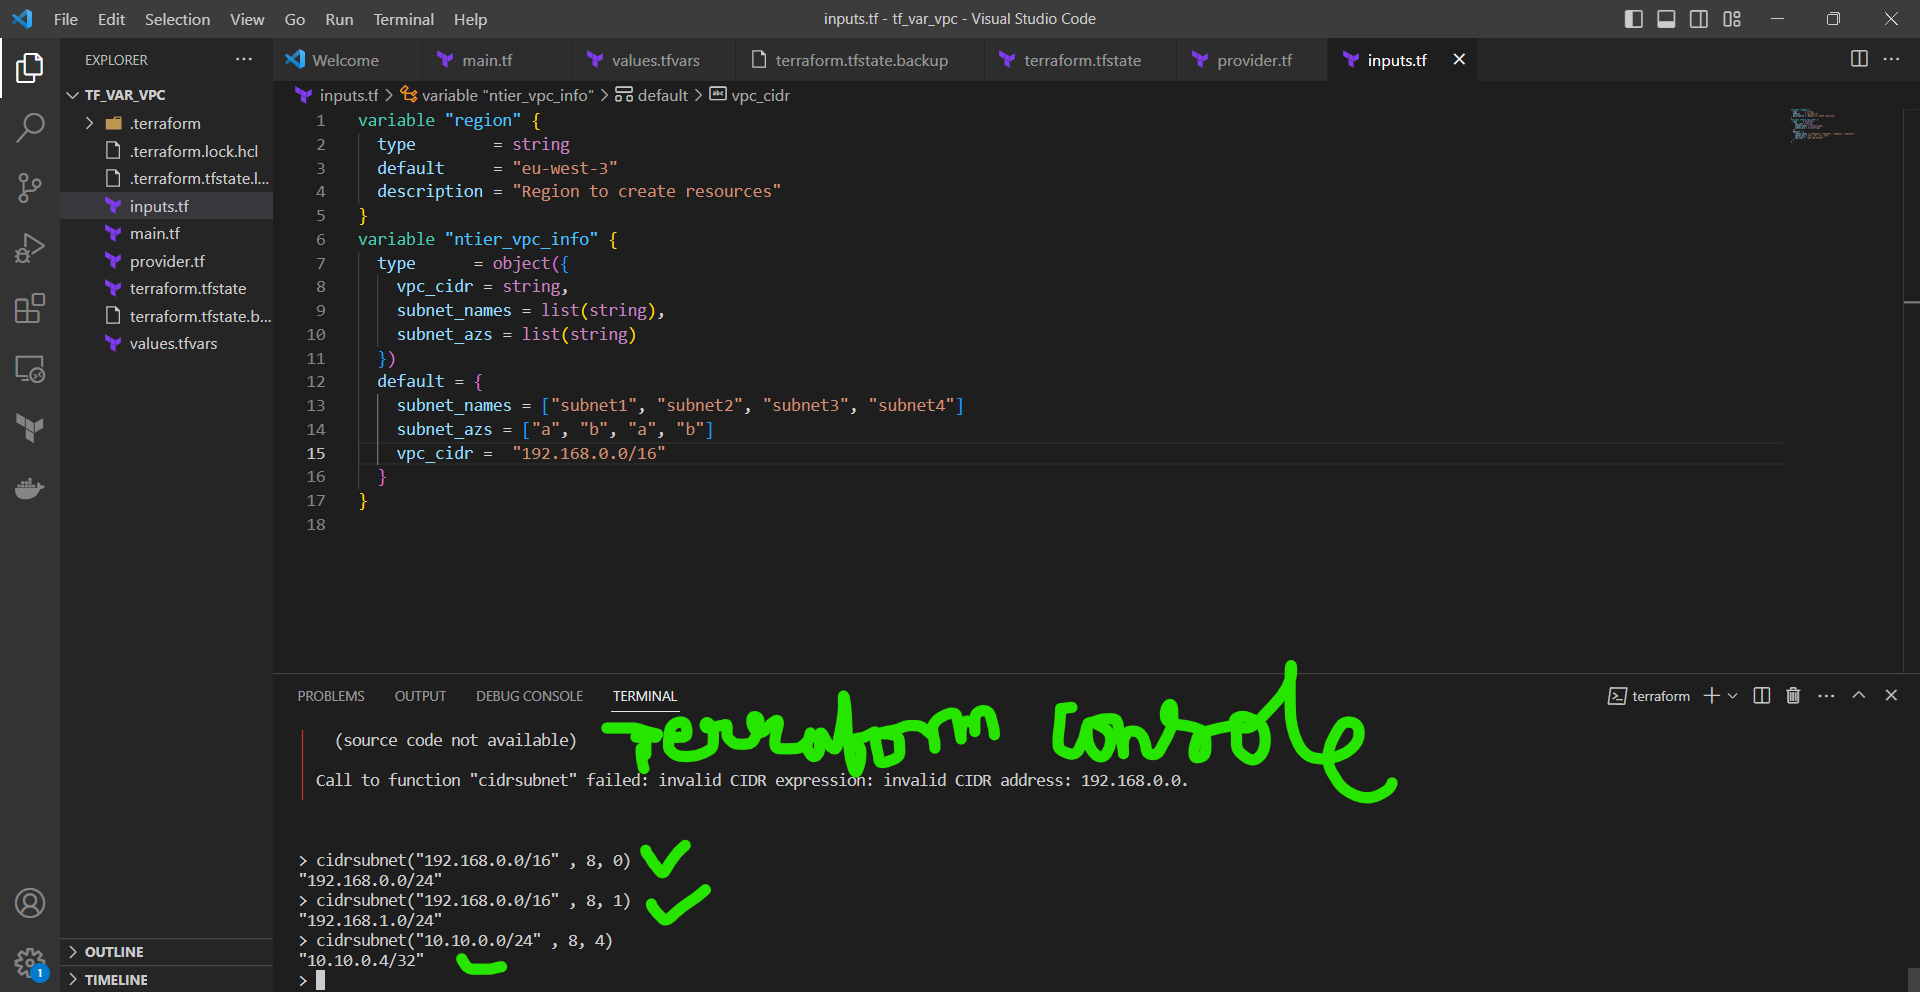 File Edit Selection View Go Run Terminal Help
inputs.tf - tf_var_vpc - Visual Studio Code
EXPLORER ···
Welcome main.tf values.tfvars terraform.tfstate.backup terraform.tfstate provider.tf inputs.tf
TF_VAR_VPC
.terraform
.terraform.lock.hcl
.terraform.tfstate.l...
inputs.tf
main.tf
provider.tf
terraform.tfstate
terraform.tfstate.b...
values.tfvars
OUTLINE
TIMELINE
1
inputs.tf > variable "ntier_vpc_info" > default > abc vpc_cidr
1 variable "region" {
2   type        = string
3   default     = "eu-west-3"
4   description = "Region to create resources"
5 }
6 variable "ntier_vpc_info" {
7   type      = object({
8     vpc_cidr = string,
9     subnet_names = list(string),
10     subnet_azs = list(string)
11   })
12   default = {
13     subnet_names = ["subnet1", "subnet2", "subnet3", "subnet4"]
14     subnet_azs = ["a", "b", "a", "b"]
15     vpc_cidr =  "192.168.0.0/16"
16   }
17 }
18
PROBLEMS OUTPUT DEBUG CONSOLE TERMINAL
terraform
Terraform Console
(source code not available)
Call to function "cidrsubnet" failed: invalid CIDR expression: invalid CIDR address: 192.168.0.0.
> cidrsubnet("192.168.0.0/16" , 8, 0)
"192.168.0.0/24"
> cidrsubnet("192.168.0.0/16" , 8, 1)
"192.168.1.0/24"
> cidrsubnet("10.10.0.0/24" , 8, 4)
"10.10.0.4/32"
>